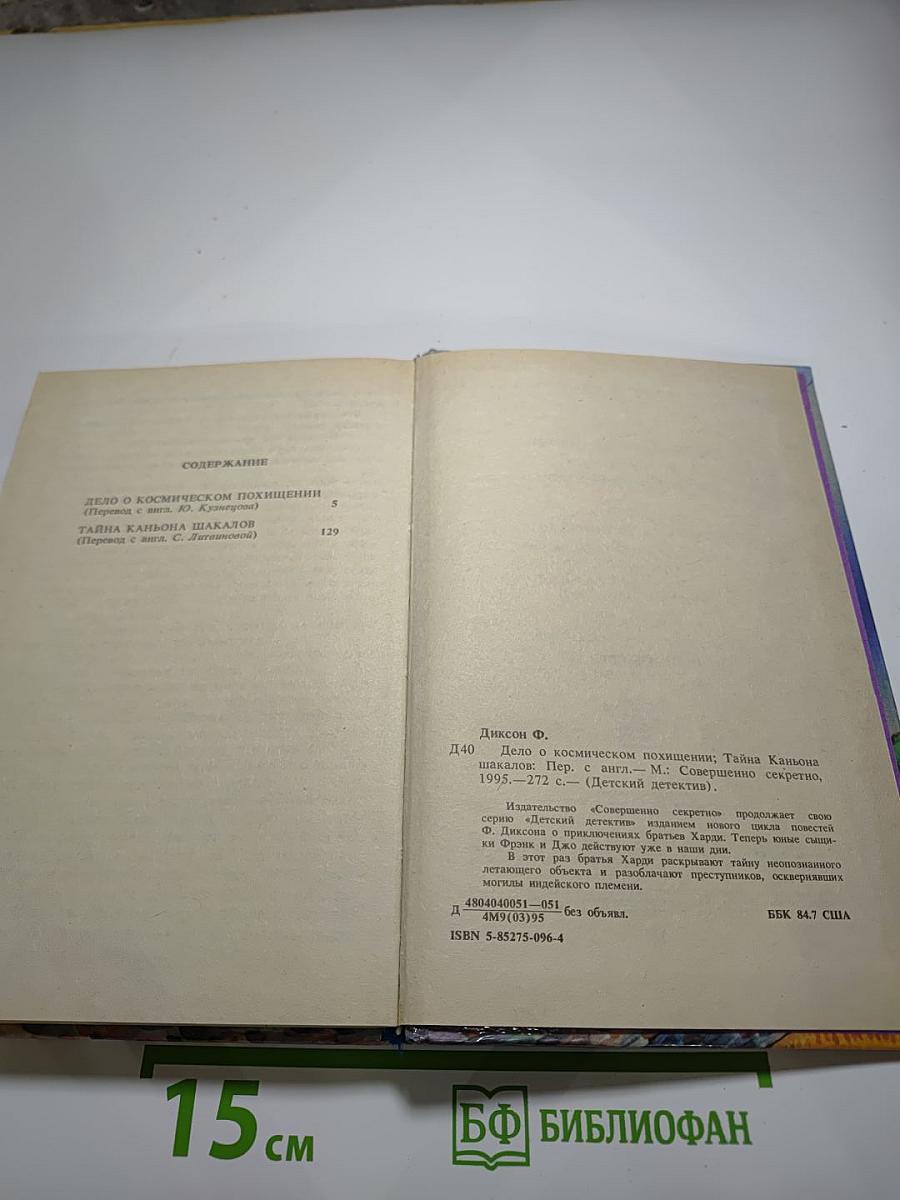 СОДЕРЖАНИЕ
ДЕЛО О КОСМИЧЕСКОМ ПОХИЩЕНИИ
(Перевод с англ. Ю. Кузнецова) 5
ТАЙНА КАНЬОНА ШАКАЛОВ
(Перевод с англ. С. Литвиновой) 129
Диксон Ф.
Д40 Дело о космическом похищении; Тайна Каньона
шакалов: Пер. с англ.— М.: Совершенно секретно,
1995.—272 с.— (Детский детектив).
Издательство «Совершенно секретно» продолжает свою
серию «Детский детектив» изданием нового цикла повестей
Ф. Диксона о приключениях братьев Харди. Теперь юные сыщи-
ки Фрэнк и Джо действуют уже в наши дни.
В этот раз братья Харди раскрывают тайну неопознанного
летающего объекта и разоблачают преступников, осквернявших
могилы индейского племени.
Д 4804040051—051
4М9(03)95 без объявл. ББК 84.7 США
ISBN 5-85275-096-4
15 см
БФ БИБЛИОФАН